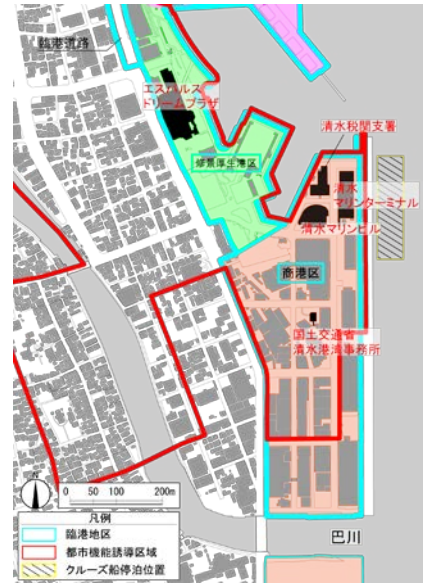 臨港道路
エスパルス
ドリームプラザ
清水税関支署
修景厚生港区
清水
マリンターミナル
清水マリンビル
商港区
国土交通省
清水港湾事務所
N
0 50 100 200m
凡例
臨港地区
都市機能誘導区域
クルーズ船停泊位置
巴川